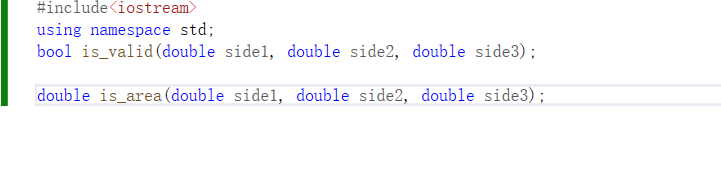 #include<iostream>
using namespace std;
bool is_valid(double side1, double side2, double side3);
double is_area(double side1, double side2, double side3);